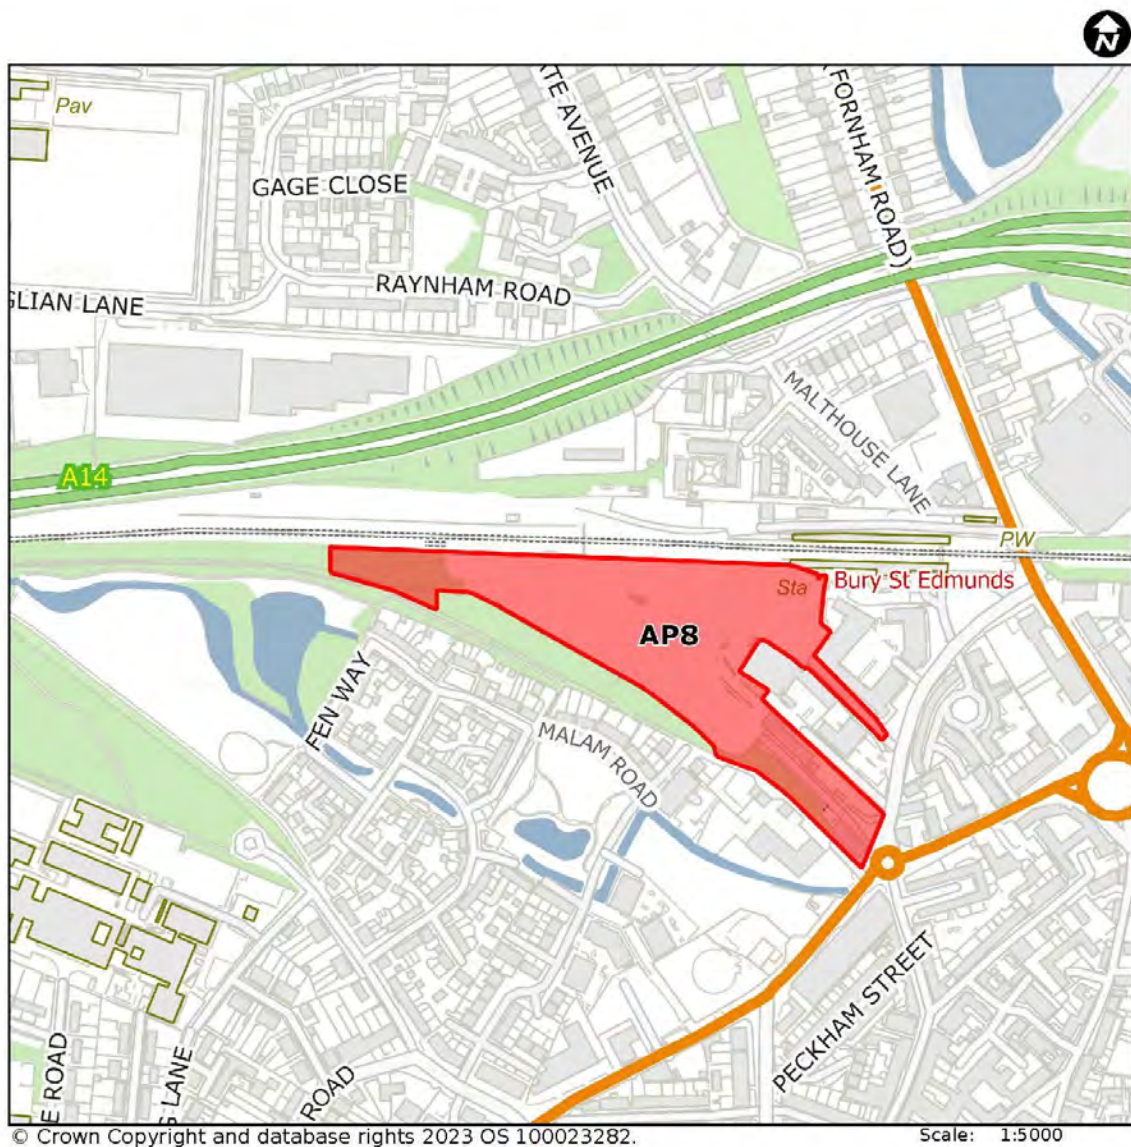 N
Pav
GATE AVENUE
FORNHAM ROAD)
GAGE CLOSE
RAYNHAM ROAD
GLIAN LANE
MALTHOUSE LANE
A14
PW
Sta
Bury St Edmunds
AP8
FEN WAY
MALAM ROAD
PECKHAM STREET
E ROAD
S LANE
ROAD
© Crown Copyright and database rights 2023 OS 100023282.
Scale: 1:5000